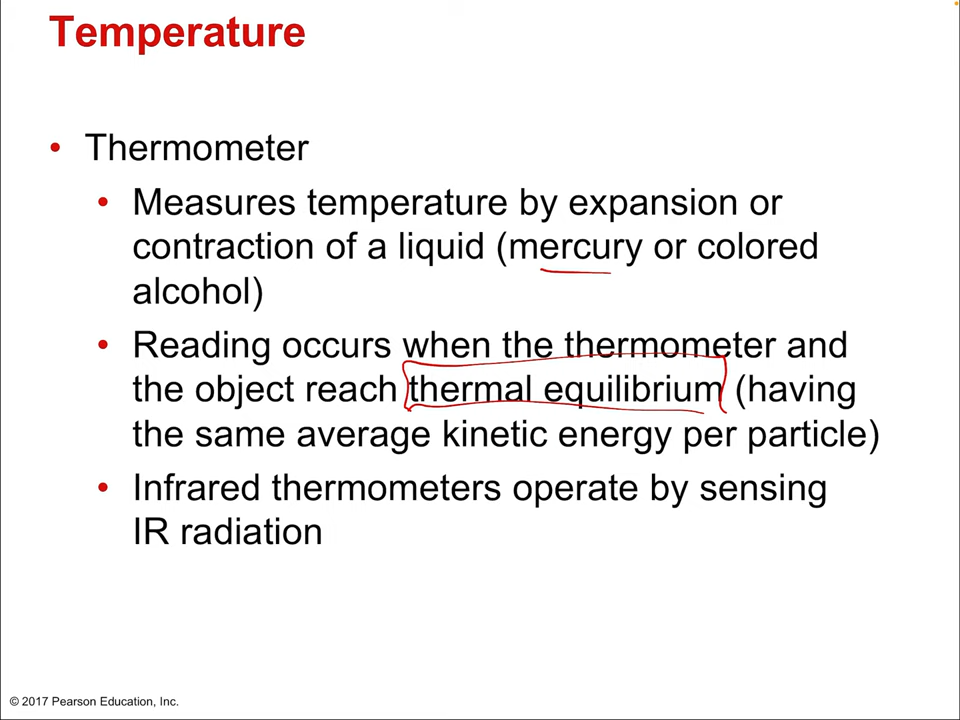 Temperature
• Thermometer
• Measures temperature by expansion or
contraction of a liquid (mercury or colored
alcohol)
• Reading occurs when the thermometer and
the object reach thermal equilibrium (having
the same average kinetic energy per particle)
• Infrared thermometers operate by sensing
IR radiation
© 2017 Pearson Education, Inc.